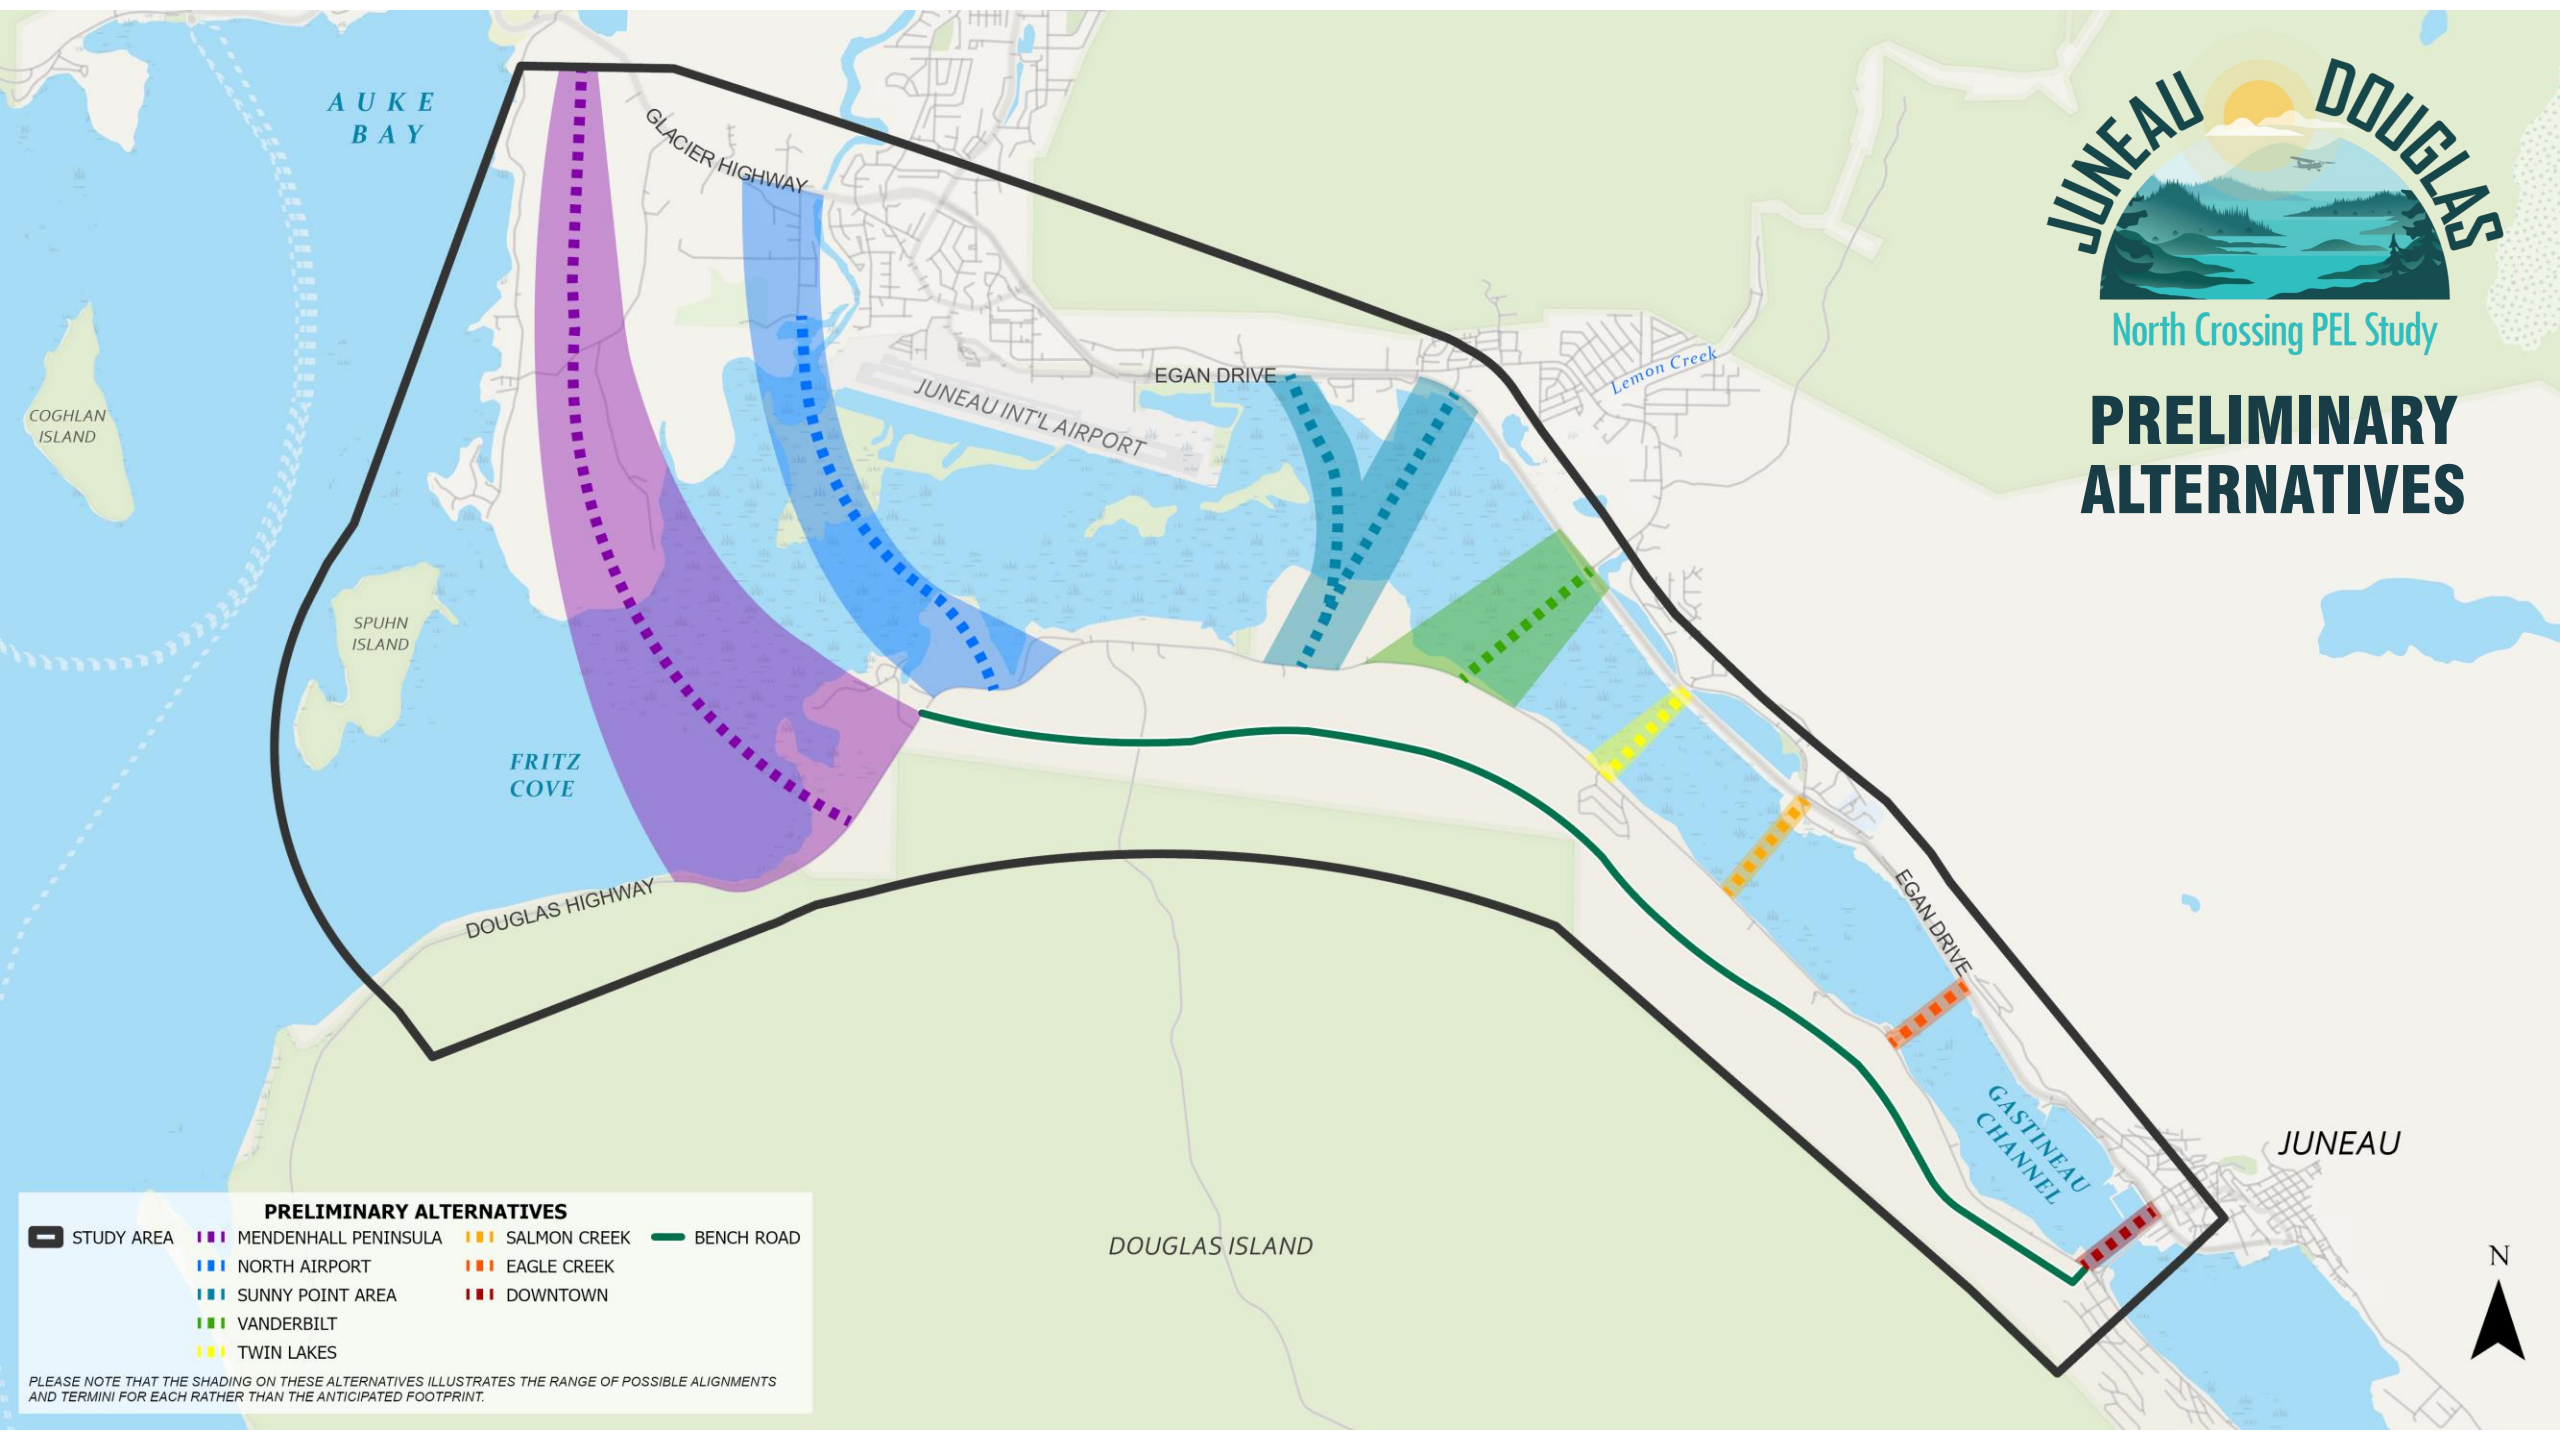 JUNEAU DOUGLAS
North Crossing PEL Study
PRELIMINARY
ALTERNATIVES
AUKE
BAY
GLACIER HIGHWAY
COGHLAN
ISLAND
EGAN DRIVE
JUNEAU INT'L AIRPORT
Lemon Creek
SPUHN
ISLAND
FRITZ
COVE
DOUGLAS HIGHWAY
EGAN DRIVE
GASTINEAU
CHANNEL
JUNEAU
DOUGLAS ISLAND
N
PRELIMINARY ALTERNATIVES
STUDY AREA
MENDENHALL PENINSULA
NORTH AIRPORT
SUNNY POINT AREA
VANDERBILT
TWIN LAKES
SALMON CREEK
EAGLE CREEK
DOWNTOWN
BENCH ROAD
PLEASE NOTE THAT THE SHADING ON THESE ALTERNATIVES ILLUSTRATES THE RANGE OF POSSIBLE ALIGNMENTS
AND TERMINI FOR EACH RATHER THAN THE ANTICIPATED FOOTPRINT.